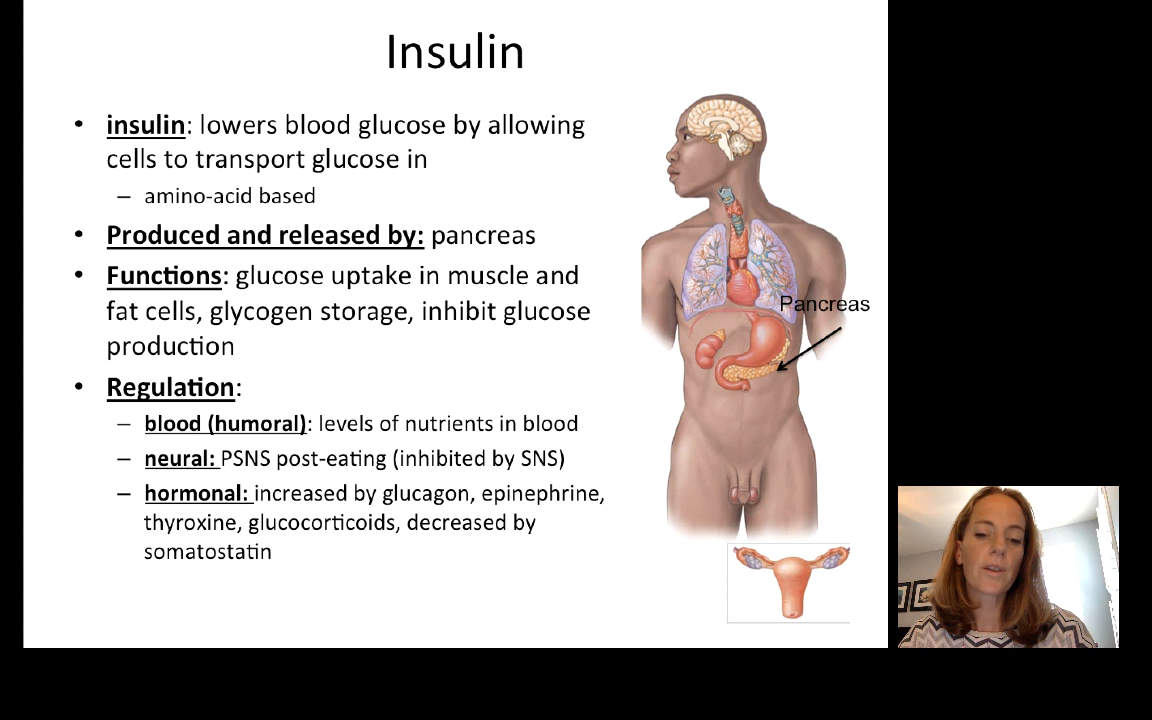 Insulin
• insulin: lowers blood glucose by allowing
cells to transport glucose in
– amino-acid based
• Produced and released by: pancreas
• Functions: glucose uptake in muscle and
fat cells, glycogen storage, inhibit glucose
production
• Regulation:
– blood (humoral): levels of nutrients in blood
– neural: PSNS post-eating (inhibited by SNS)
– hormonal: increased by glucagon, epinephrine,
thyroxine, glucocorticoids, decreased by
somatostatin
Pancreas